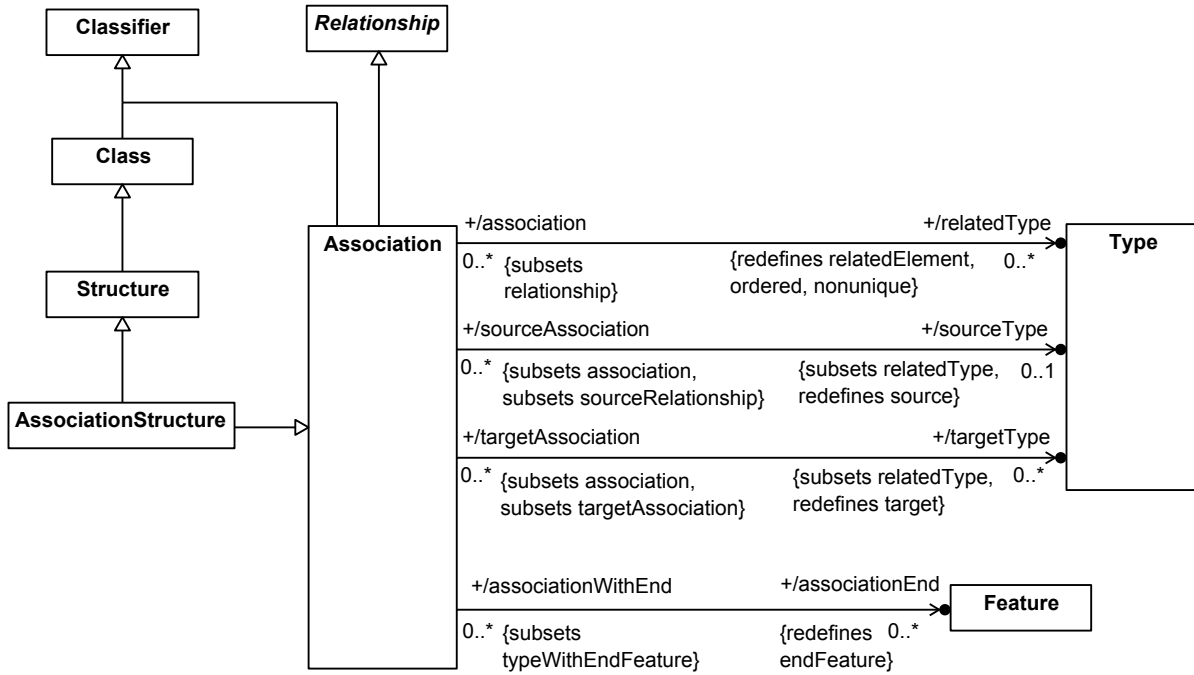 Classifier
Relationship
Class
Structure
AssociationStructure
Association
+/association
+/relatedType
Type
0..* {subsets
relationship}
{redefines relatedElement, 0..*
ordered, nonunique}
+/sourceAssociation
+/sourceType
0..* {subsets association,
subsets sourceRelationship}
{subsets relatedType, 0..1
redefines source}
+/targetAssociation
+/targetType
0..* {subsets association,
subsets targetAssociation}
{subsets relatedType, 0..*
redefines target}
+/associationWithEnd
+/associationEnd
Feature
0..* {subsets
typeWithEndFeature}
{redefines 0..*
endFeature}